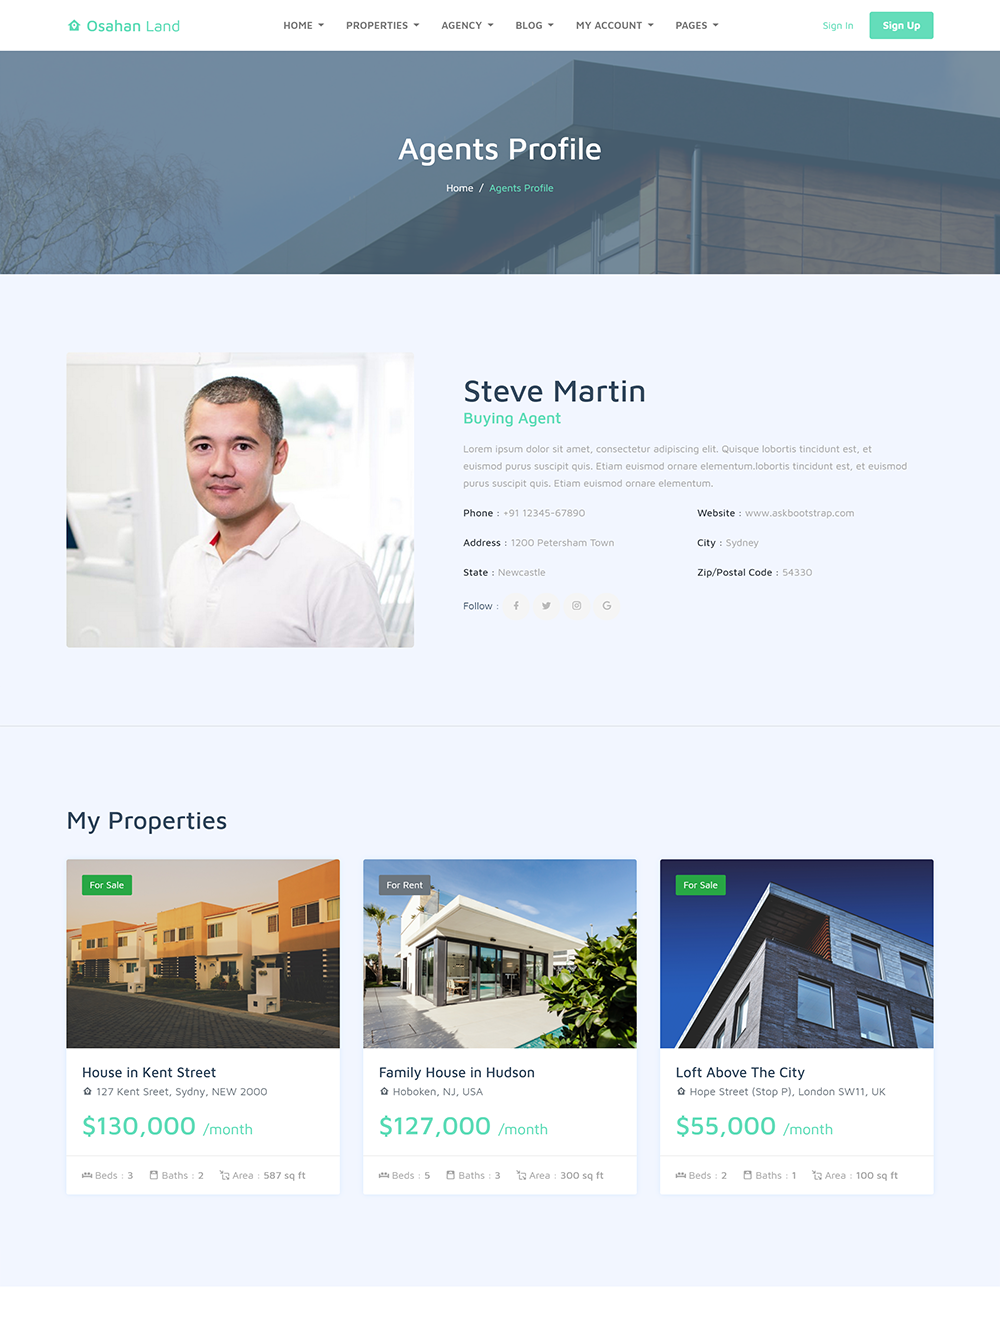 Osahan Land
HOME PROPERTIES AGENCY BLOG MY ACCOUNT PAGES
Sign In Sign Up
Agents Profile
Home / Agents Profile
Steve Martin
Buying Agent
Lorem ipsum dolor sit amet, consectetur adipiscing elit. Quisque lobortis tincidunt est, et
euismod purus suscipit quis. Etiam euismod ornare elementum.lobortis tincidunt est, et euismod
purus suscipit quis. Etiam euismod ornare elementum.
Phone : +91 12345-67890 Website : www.askbootstrap.com
Address : 1200 Petersham Town City : Sydney
State : Newcastle Zip/Postal Code : 54330
Follow :
My Properties
For Sale
House in Kent Street
127 Kent Sreet, Sydny, NEW 2000
$130,000 /month
Beds : 3 Baths : 2 Area : 587 sq ft
For Rent
Family House in Hudson
Hoboken, NJ, USA
$127,000 /month
Beds : 5 Baths : 3 Area : 300 sq ft
For Sale
Loft Above The City
Hope Street (Stop P), London SW11, UK
$55,000 /month
Beds : 2 Baths : 1 Area : 100 sq ft